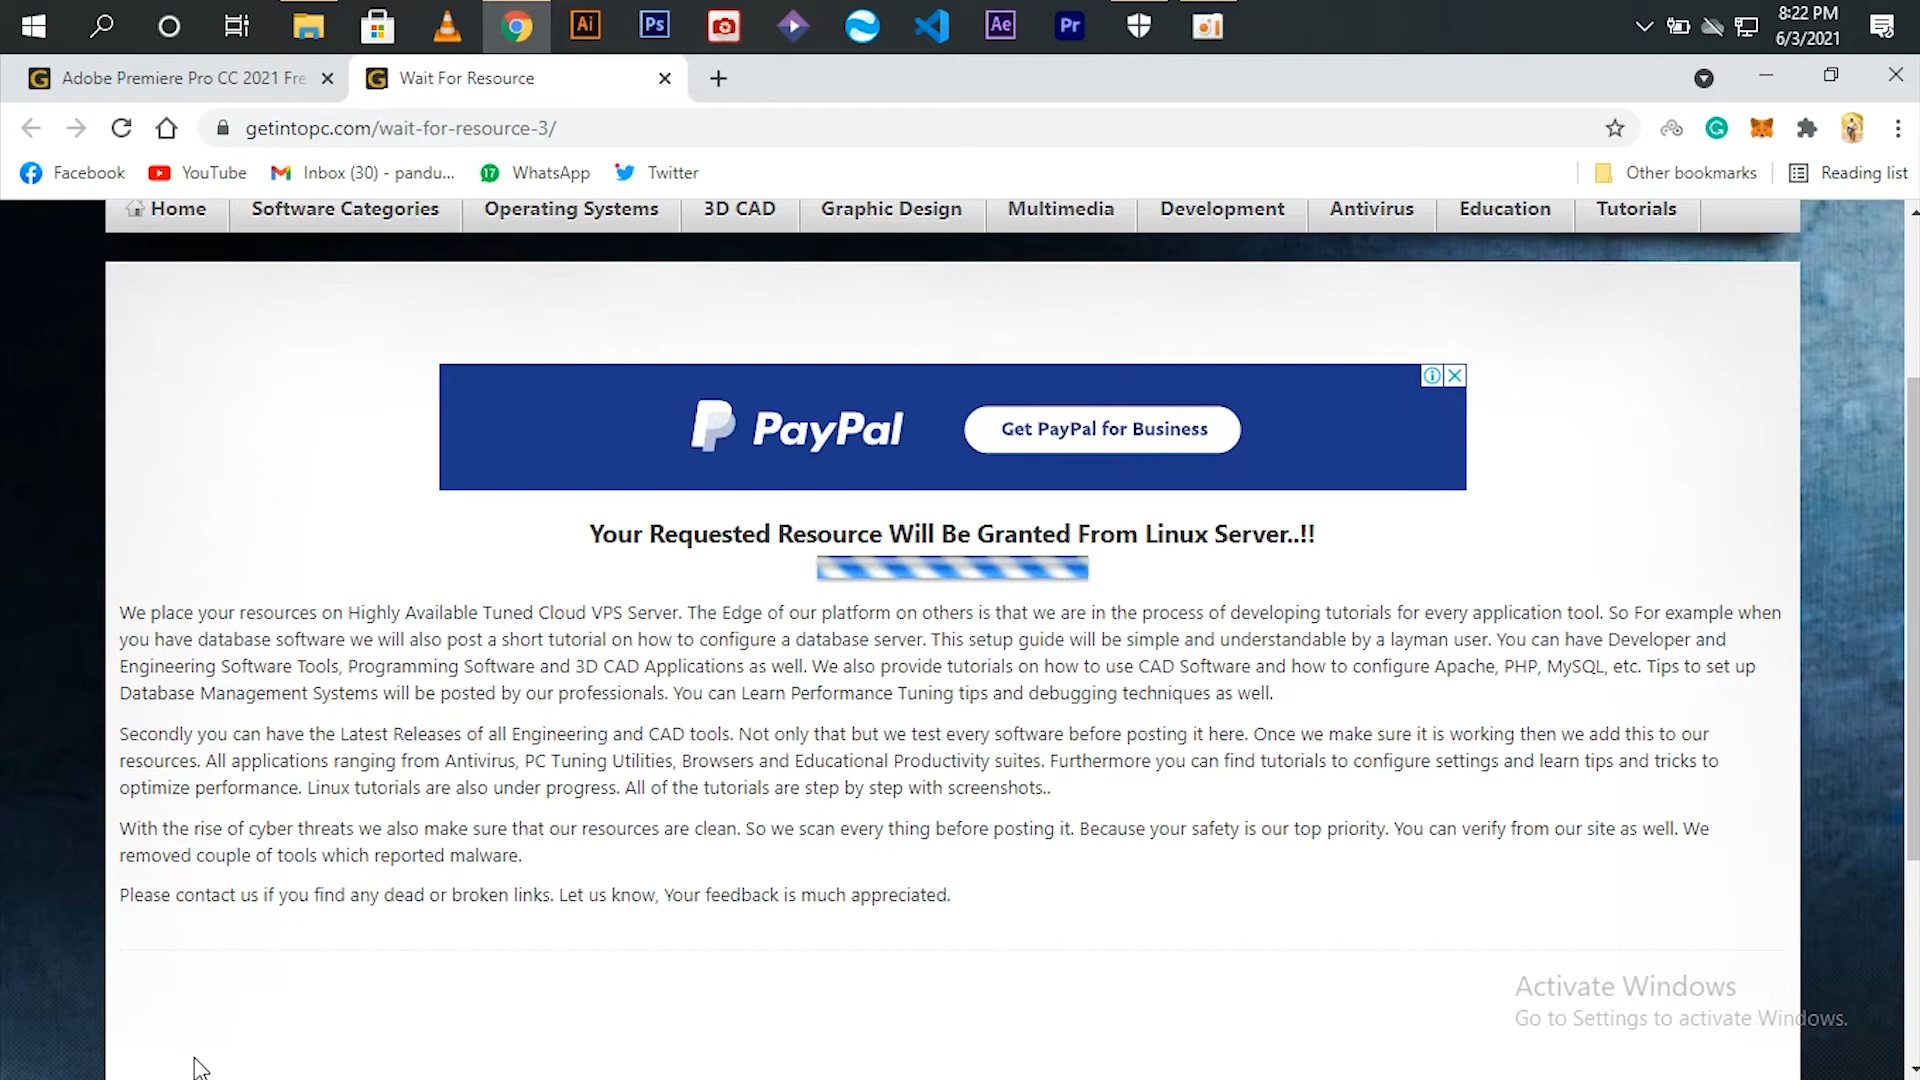 Ai
Ps
Ae
Pr
8:22 PM
6/3/2021
Adobe Premiere Pro CC 2021 Fre
Wait For Resource
getintopc.com/wait-for-resource-3/
Facebook
YouTube
Inbox (30) - pandu...
WhatsApp
Twitter
Other bookmarks
Reading list
Home
Software Categories
Operating Systems
3D CAD
Graphic Design
Multimedia
Development
Antivirus
Education
Tutorials
PayPal
Get PayPal for Business
Your Requested Resource Will Be Granted From Linux Server..!!
We place your resources on Highly Available Tuned Cloud VPS Server. The Edge of our platform on others is that we are in the process of developing tutorials for every application tool. So For example when
you have database software we will also post a short tutorial on how to configure a database server. This setup guide will be simple and understandable by a layman user. You can have Developer and
Engineering Software Tools, Programming Software and 3D CAD Applications as well. We also provide tutorials on how to use CAD Software and how to configure Apache, PHP, MySQL, etc. Tips to set up
Database Management Systems will be posted by our professionals. You can Learn Performance Tuning tips and debugging techniques as well.
Secondly you can have the Latest Releases of all Engineering and CAD tools. Not only that but we test every software before posting it here. Once we make sure it is working then we add this to our
resources. All applications ranging from Antivirus, PC Tuning Utilities, Browsers and Educational Productivity suites. Furthermore you can find tutorials to configure settings and learn tips and tricks to
optimize performance. Linux tutorials are also under progress. All of the tutorials are step by step with screenshots..
With the rise of cyber threats we also make sure that our resources are clean. So we scan every thing before posting it. Because your safety is our top priority. You can verify from our site as well. We
removed couple of tools which reported malware.
Please contact us if you find any dead or broken links. Let us know, Your feedback is much appreciated.
Activate Windows
Go to Settings to activate Windows.